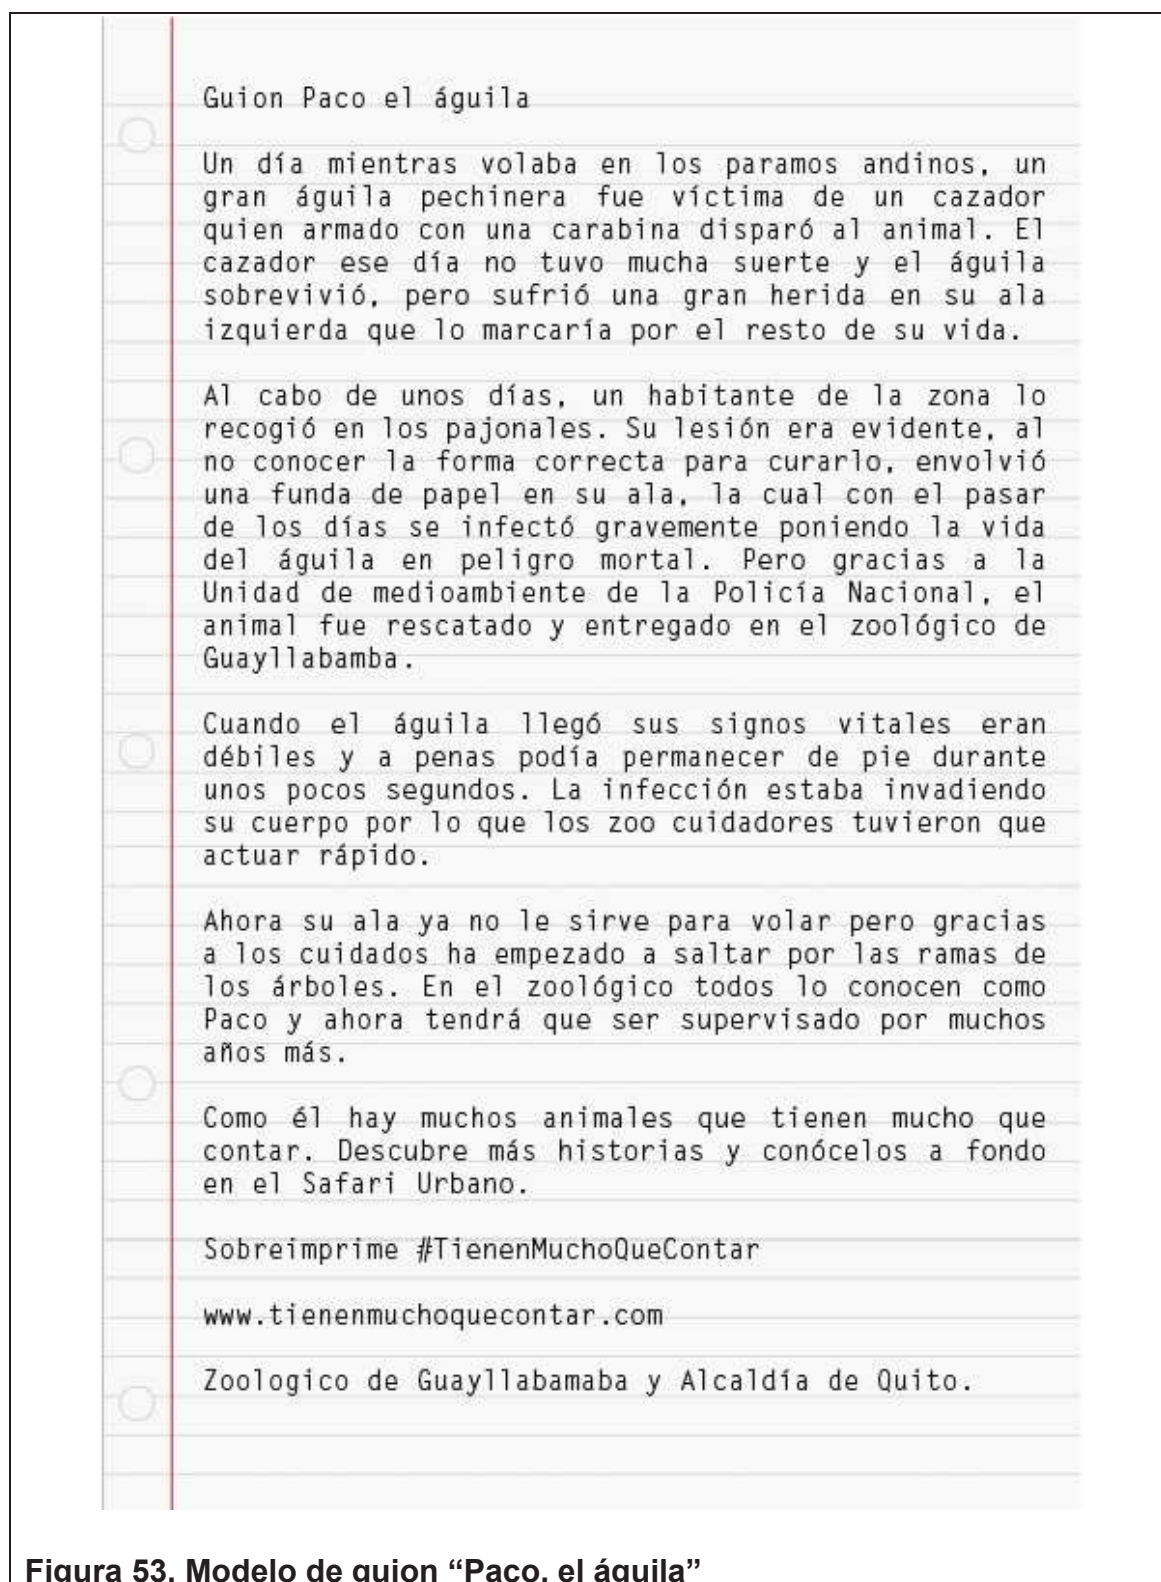 Guion Paco el águila
Un día mientras volaba en los paramos andinos, un
gran águila pechinera fue víctima de un cazador
quien armado con una carabina disparó al animal. El
cazador ese día no tuvo mucha suerte y el águila
sobrevivió, pero sufrió una gran herida en su ala
izquierda que lo marcaría por el resto de su vida.
Al cabo de unos días, un habitante de la zona lo
recogió en los pajonales. Su lesión era evidente, al
no conocer la forma correcta para curarlo, envolvió
una funda de papel en su ala, la cual con el pasar
de los días se infectó gravemente poniendo la vida
del águila en peligro mortal. Pero gracias a la
Unidad de medioambiente de la Policía Nacional, el
animal fue rescatado y entregado en el zoológico de
Guayllabamba.
Cuando el águila llegó sus signos vitales eran
débiles y a penas podía permanecer de pie durante
unos pocos segundos. La infección estaba invadiendo
su cuerpo por lo que los zoo cuidadores tuvieron que
actuar rápido.
Ahora su ala ya no le sirve para volar pero gracias
a los cuidados ha empezado a saltar por las ramas de
los árboles. En el zoológico todos lo conocen como
Paco y ahora tendrá que ser supervisado por muchos
años más.
Como él hay muchos animales que tienen mucho que
contar. Descubre más historias y conócelos a fondo
en el Safari Urbano.
Sobreimprime #TienenMuchoQueContar
www.tienenmuchoquecontar.com
Zoologico de Guayllabamaba y Alcaldía de Quito.
Figura 53. Modelo de guion “Paco, el águila”